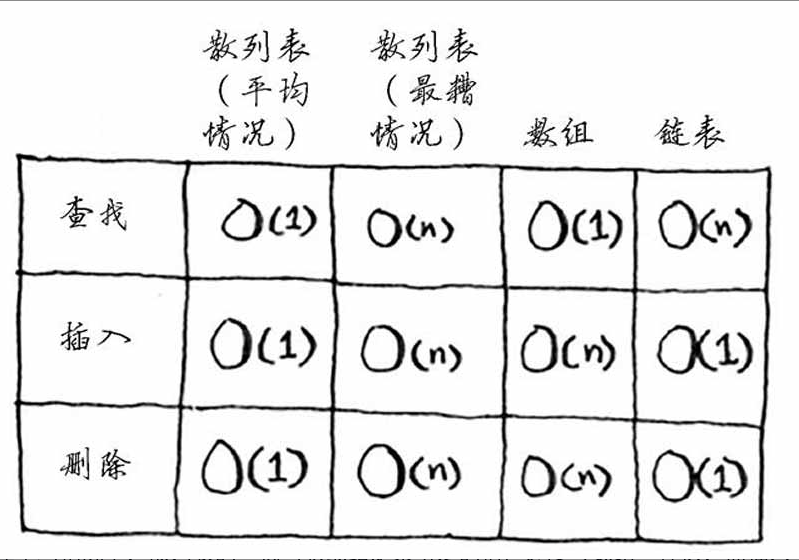 散列表 散列表
（平均 （最糟
情况） 情况） 数组 链表
查找 O(1) O(n) O(1) O(n)
插入 O(1) O(n) O(n) O(1)
删除 O(1) O(n) O(n) O(1)